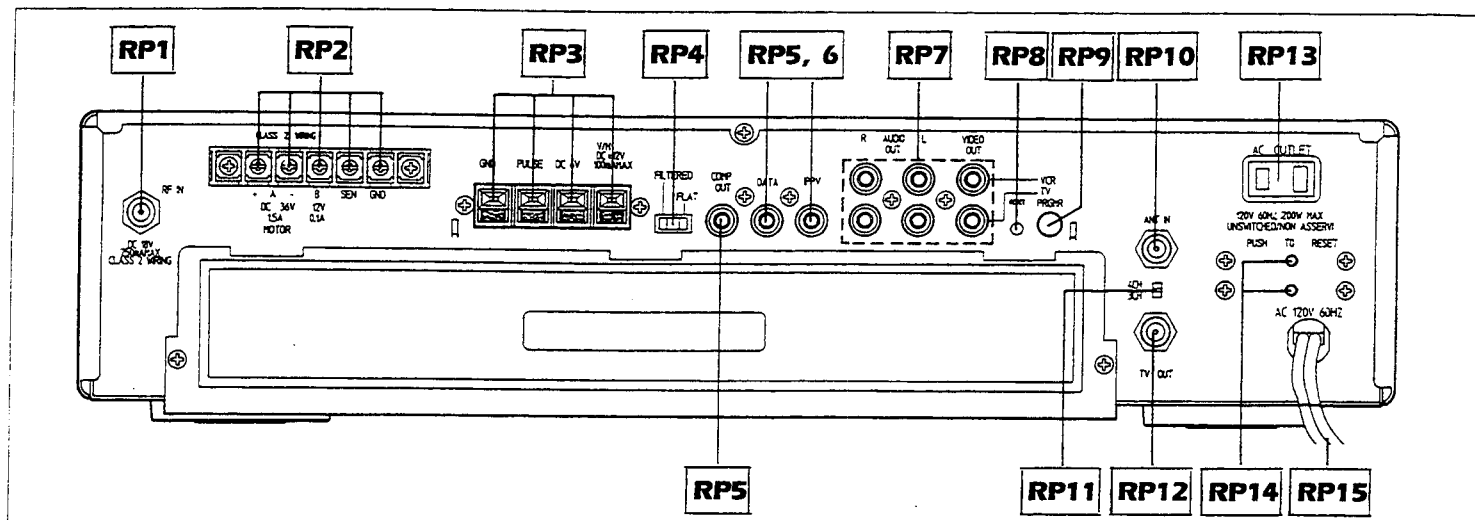 RP1
RP2
RP3
RP4
RP5, 6
RP7
RP8
RP9
RP10
RP13
CLASS 2 WIRING
RF IN
+ A - B SEN GND
DC 36V 12V
1.5A 0.1A
MOTOR
DC 18V
CLASS 2 WIRING
GND
PULSE
DC 6V
FILTERED
FLAT
COMP
OUT
DATA
PPV
R AUDIO L
OUT
VIDEO
OUT
VCR
TV
PRGMR
ANT IN
AC OUTLET
120V 60HZ 200W MAX
PUSH TO RESET
4CH
3CH
AC 120V 60HZ
TV OUT
RP5
RP11
RP12
RP14
RP15